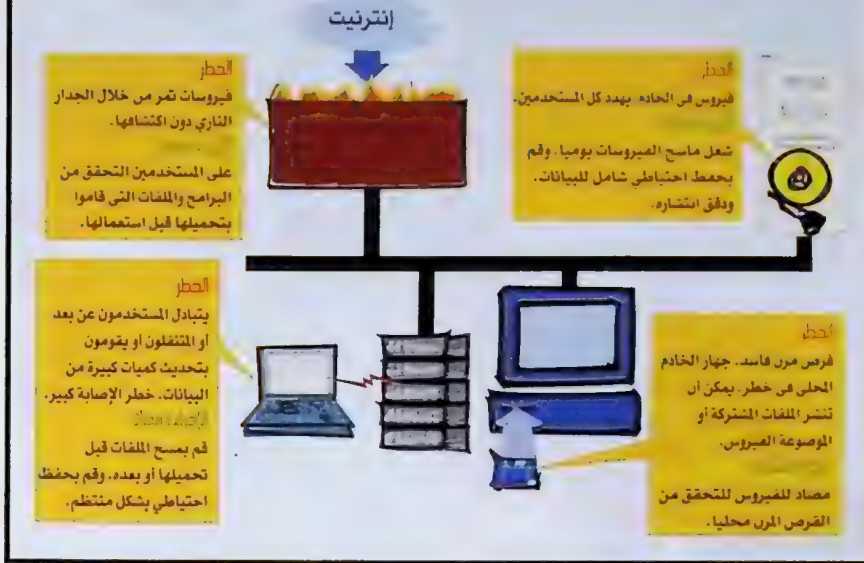 إنترنيت
الخطر
فيروس في الخادم. يهدد كل المستخدمين.
شغل ماسح الفيروسات يوميا. وقم
بحفظ احتياطي شامل للبيانات.
ودقق انتشاره.
الخطر
فيروسات تمر من خلال الجدار
الناري دون اكتشافها.
على المستخدمين التحقق من
البرامج والملفات التى قاموا
بتحميلها قبل استعمالها.
الخطر
قرص مرن فاسد. جهاز الخادم
المحلى فى خطر. يمكن أن
تنشر الملفات المشتركة أو
الموضوعة الفيروس.
مضاد للفيروس للتحقق من
القرص المرن محليا.
الخطر
يتبادل المستخدمون عن بعد
أو المتنقلون أو يقومون
بتحديث كميات كبيرة من
البيانات. خطر الإصابة كبير.
قم بمسح الملفات قبل
تحميلها أو بعده. وقم بحفظ
احتياطي بشكل منتظم.